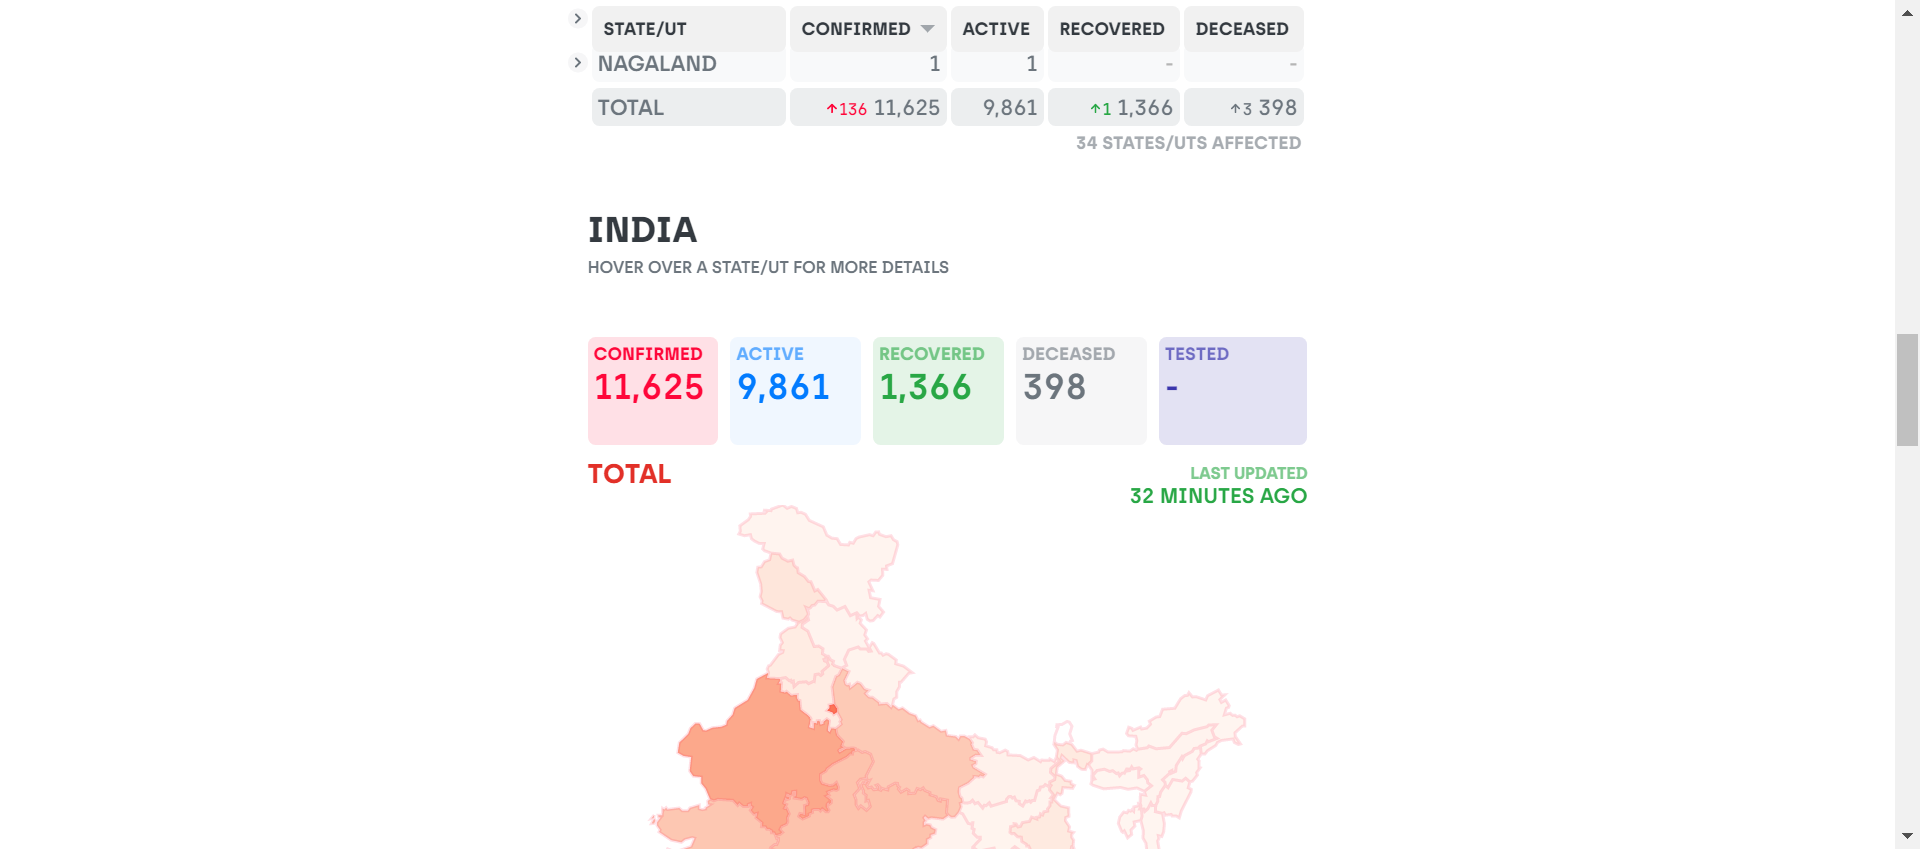 STATE/UT CONFIRMED ACTIVE RECOVERED DECEASED
NAGALAND 1 1 - -
TOTAL ↑136 11,625 9,861 ↑1 1,366 ↑3 398
34 STATES/UTS AFFECTED
INDIA
HOVER OVER A STATE/UT FOR MORE DETAILS
CONFIRMED ACTIVE RECOVERED DECEASED TESTED
11,625 9,861 1,366 398 -
TOTAL LAST UPDATED
32 MINUTES AGO